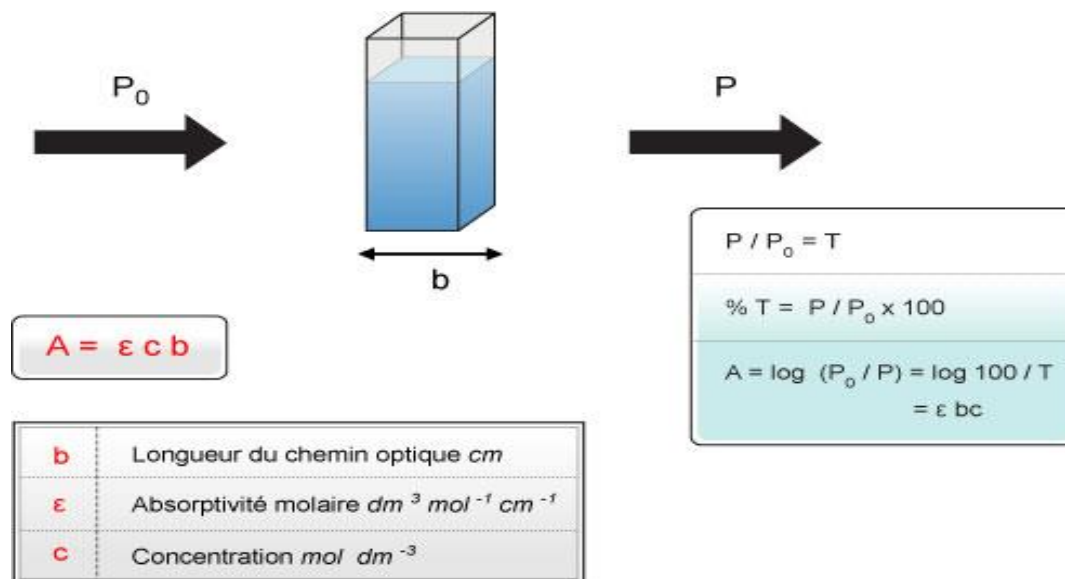 P₀
P
b
P / P₀ = T
% T = P / P₀ x 100
A = log (P₀ / P) = log 100 / T
= ε bc
A = ε c b
b Longueur du chemin optique cm
ε Absorptivité molaire dm ³ mol ⁻¹ cm ⁻¹
c Concentration mol dm ⁻³